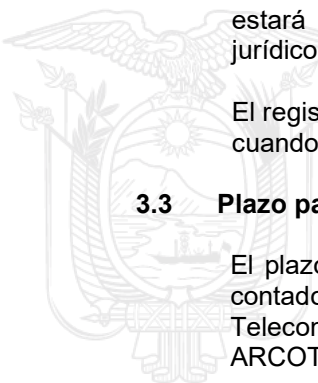 estará
jurídico
El regis
cuando
3.3 Plazo pa
El plazo
contado
Telecor
ARCOT